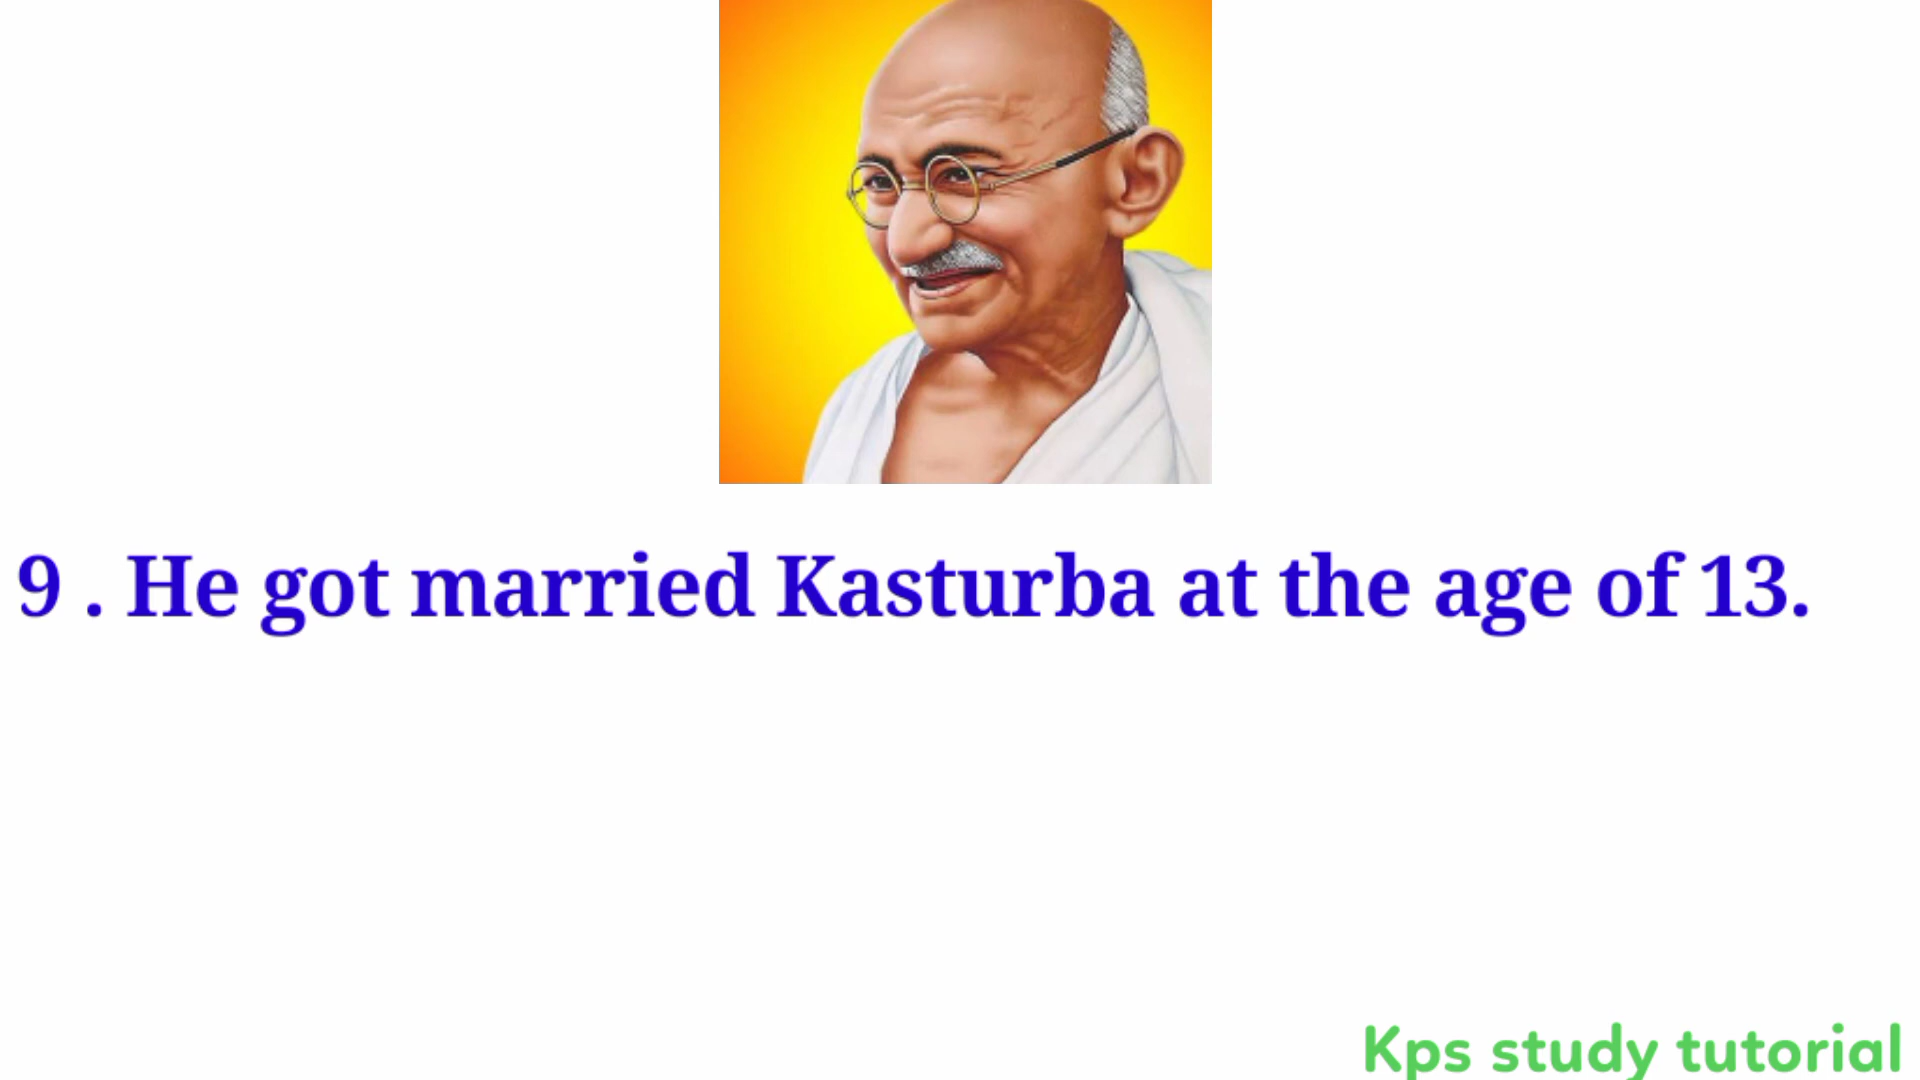 9 . He got married Kasturba at the age of 13.
Kps study tutorial